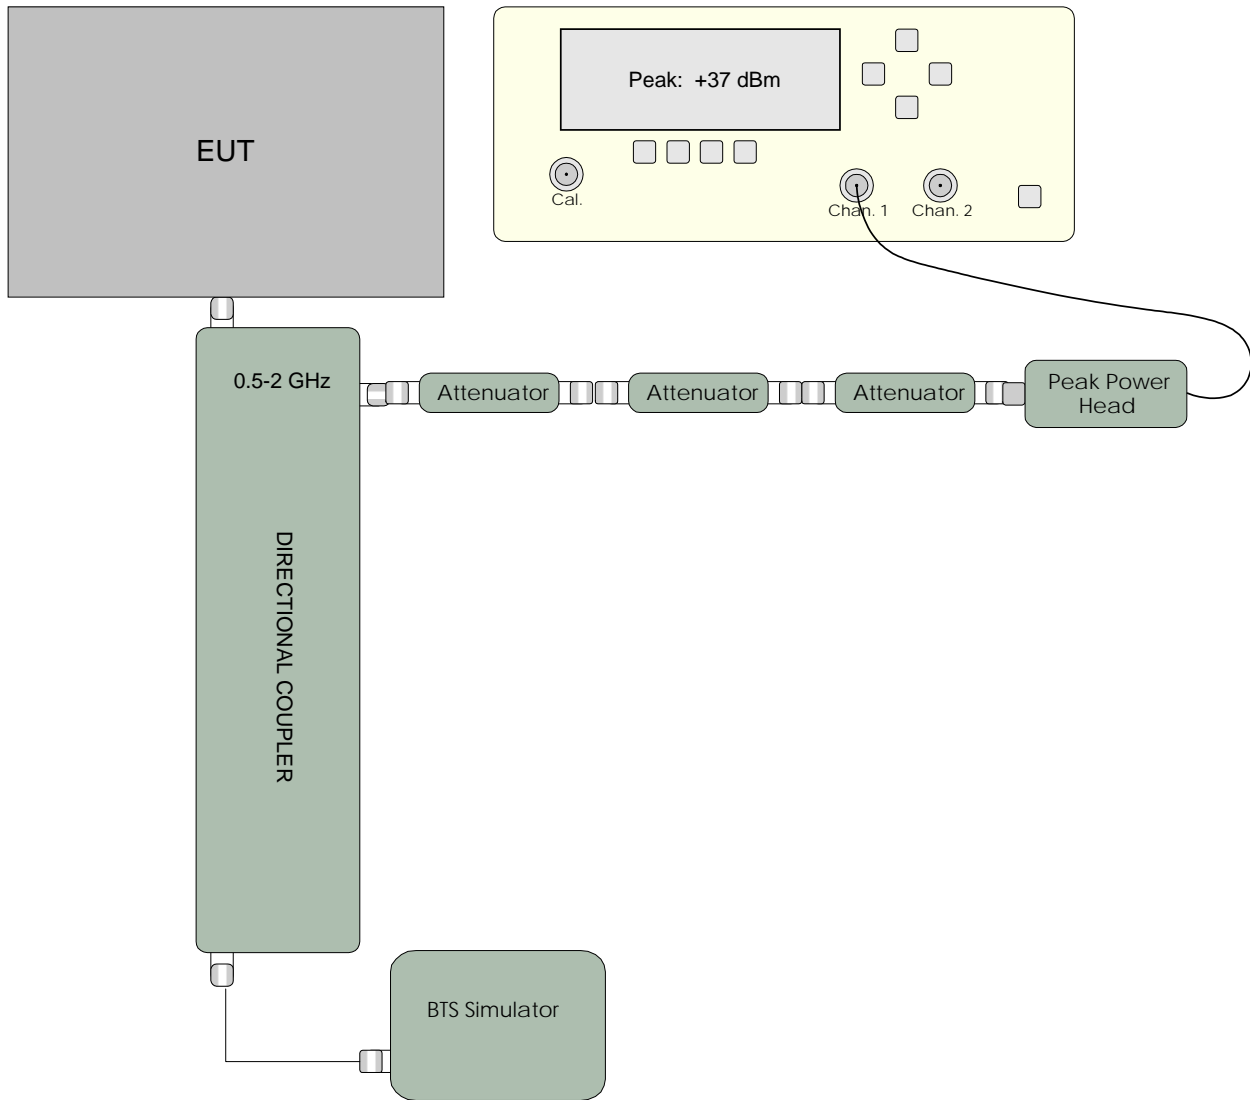 EUT
Peak: +37 dBm
Cal.
Chan. 1
Chan. 2
0.5-2 GHz
Attenuator
Attenuator
Attenuator
Peak Power
Head
DIRECTIONAL COUPLER
BTS Simulator